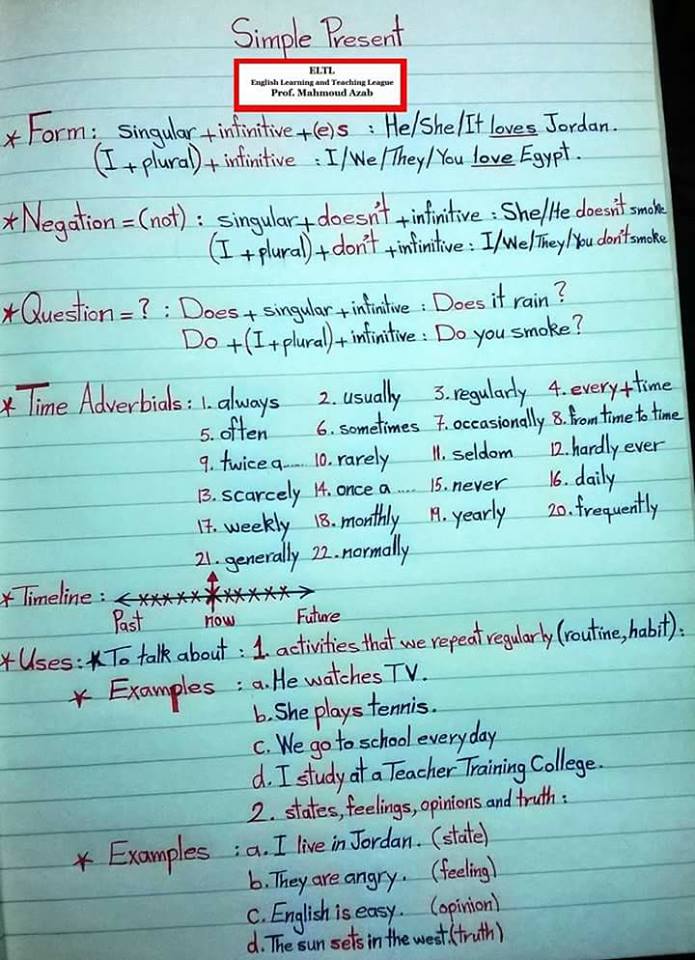 Simple Present
ELTL
English Learning and Teaching League
Prof. Mahmoud Azab
* Form: singular + infinitive + (e)s : He/She/It loves Jordan.
(I + plural) + infinitive : I/We/They/You love Egypt.
* Negation = (not) : singular + doesn't + infinitive : She/He doesn't smoke
(I + plural) + don't + infinitive : I/We/They/You don't smoke
* Question = ? : Does + singular + infinitive : Does it rain?
Do + (I + plural) + infinitive : Do you smoke?
* Time Adverbials : 1. always 2. usually 3. regularly 4. every + time
5. often 6. sometimes 7. occasionally 8. from time to time
9. twice a..... 10. rarely 11. seldom 12. hardly ever
13. scarcely 14. once a .... 15. never 16. daily
17. weekly 18. monthly 19. yearly 20. frequently
21. generally 22. normally
* Timeline :
Past now Future
* Uses : * To talk about : 1. activities that we repeat regularly (routine, habit) :
* Examples : a. He watches TV.
b. She plays tennis.
c. We go to school everyday
d. I study at a Teacher Training College.
2. states, feelings, opinions and truth :
* Examples : a. I live in Jordan. (state)
b. They are angry. (feeling)
c. English is easy. (opinion)
d. The sun sets in the west. (truth)